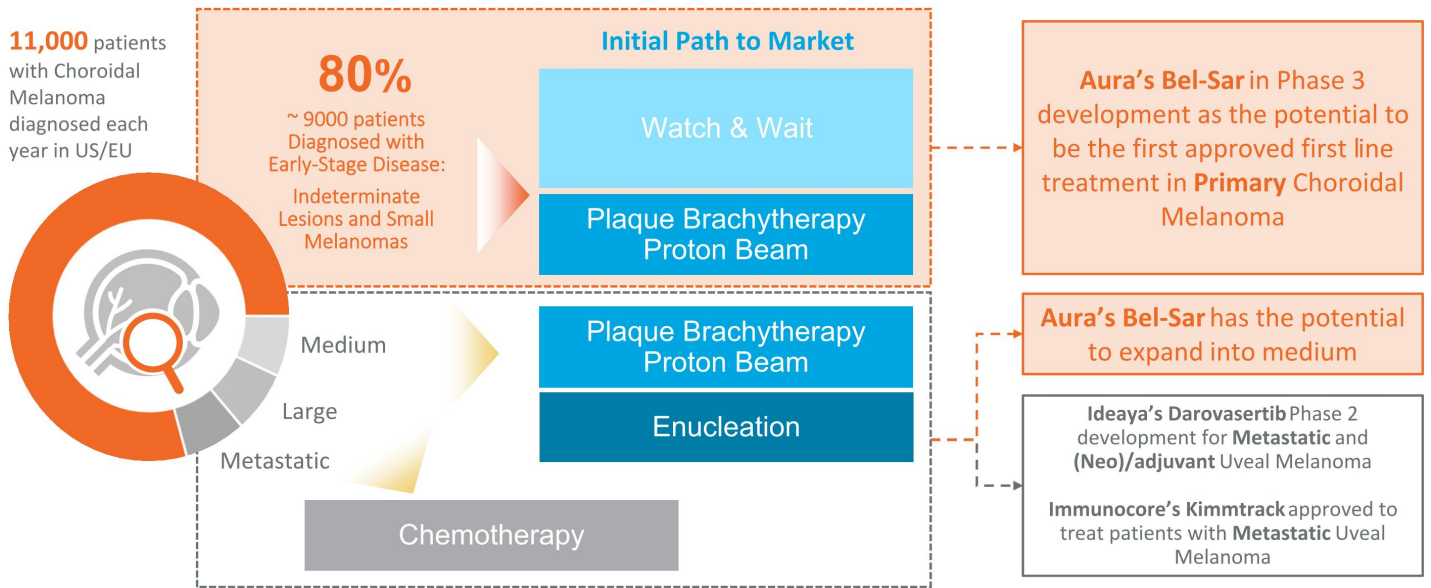 11,000 patients
with Choroidal
Melanoma
diagnosed each
year in US/EU
80%
~ 9000 patients
Diagnosed with
Early-Stage Disease:
Indeterminate
Lesions and Small
Melanomas
Initial Path to Market
Watch & Wait
Plaque Brachytherapy
Proton Beam
Aura's Bel-Sar in Phase 3
development as the potential to
be the first approved first line
treatment in Primary Choroidal
Melanoma
Medium
Large
Metastatic
Plaque Brachytherapy
Proton Beam
Enucleation
Chemotherapy
Aura's Bel-Sar has the potential
to expand into medium
Ideaya's Darovasertib Phase 2
development for Metastatic and
(Neo)/adjuvant Uveal Melanoma
Immunocore's Kimmtrack approved to
treat patients with Metastatic Uveal
Melanoma